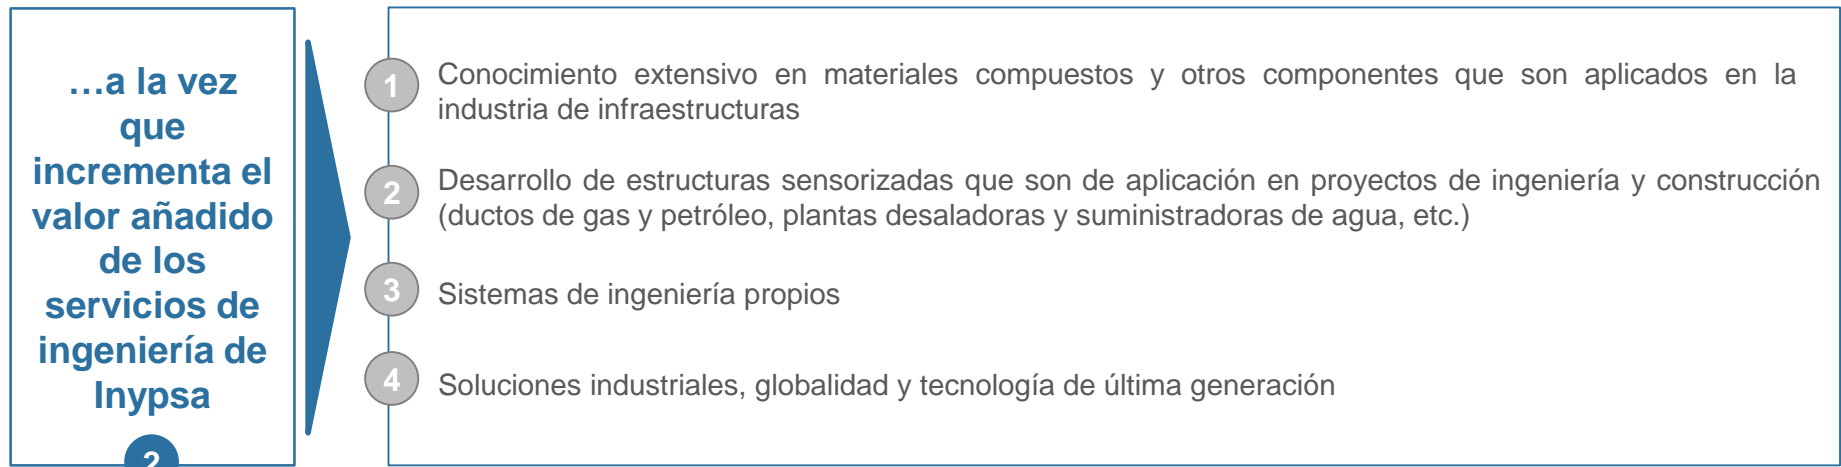 …a la vez
que
incrementa el
valor añadido
de los
servicios de
ingeniería de
Inypsa
2
1
Conocimiento extensivo en materiales compuestos y otros componentes que son aplicados en la
industria de infraestructuras
2
Desarrollo de estructuras sensorizadas que son de aplicación en proyectos de ingeniería y construcción
(ductos de gas y petróleo, plantas desaladoras y suministradoras de agua, etc.)
3
Sistemas de ingeniería propios
4
Soluciones industriales, globalidad y tecnología de última generación